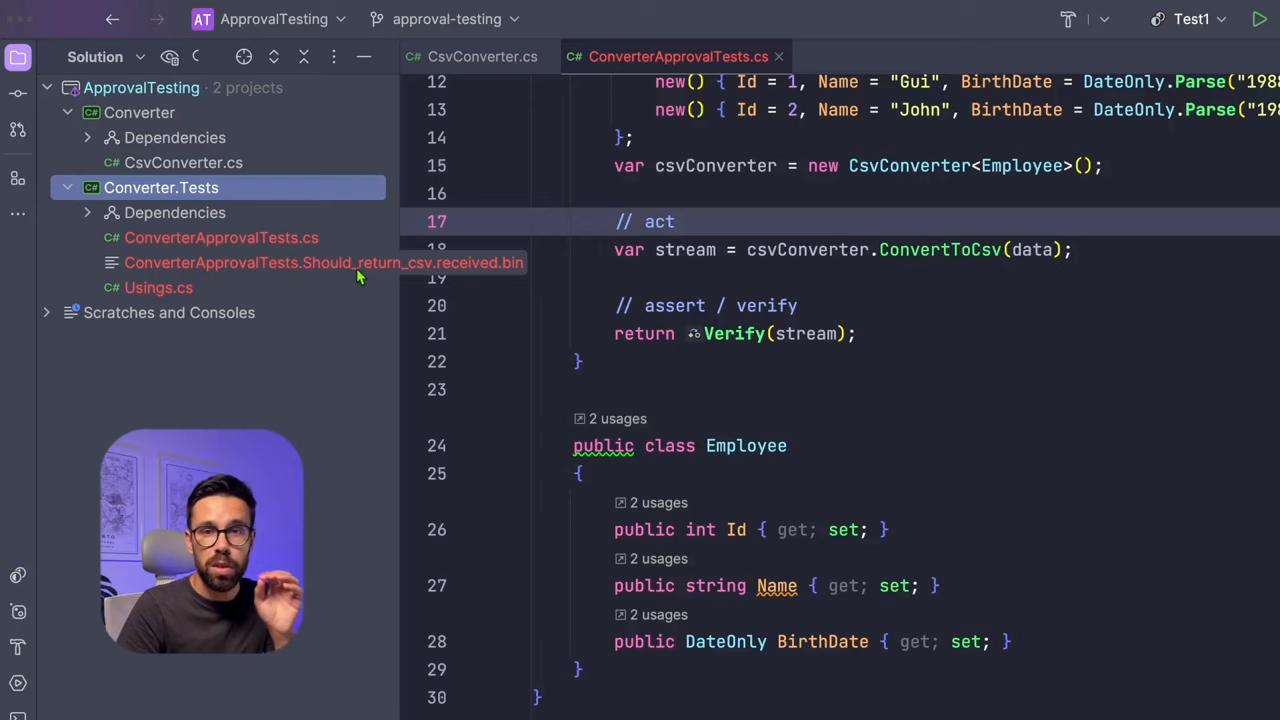 AT ApprovalTesting approval-testing Test1
Solution
CsvConverter.cs ConverterApprovalTests.cs
ApprovalTesting · 2 projects
Converter
Dependencies
CsvConverter.cs
Converter.Tests
Dependencies
ConverterApprovalTests.cs
ConverterApprovalTests.Should_return_csv.received.bin
Usings.cs
Scratches and Consoles
12 new() { Id = 1, Name = "Gui", BirthDate = DateOnly.Parse("198
13 new() { Id = 2, Name = "John", BirthDate = DateOnly.Parse("198
14 };
15 var csvConverter = new CsvConverter<Employee>();
16
17 // act
18 var stream = csvConverter.ConvertToCsv(data);
20 // assert / verify
21 return Verify(stream);
22 }
23
2 usages
24 public class Employee
25 {
2 usages
26 public int Id { get; set; }
2 usages
27 public string Name { get; set; }
2 usages
28 public DateOnly BirthDate { get; set; }
29 }
30 }